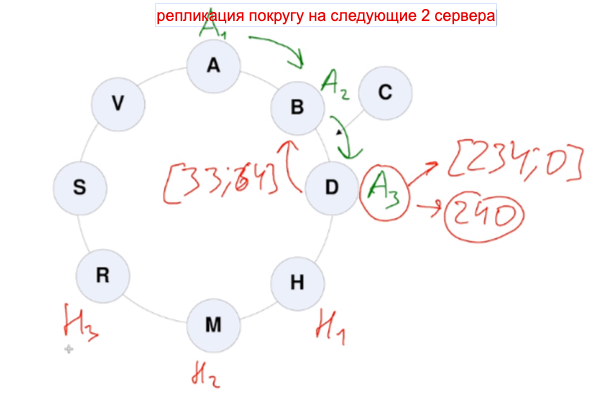 репликация покругу на следующие 2 сервера
A1
A
V
B
A2
C
[33;64]
[234;0]
S
D
A3
240
R
H
H3
M
H1
H2